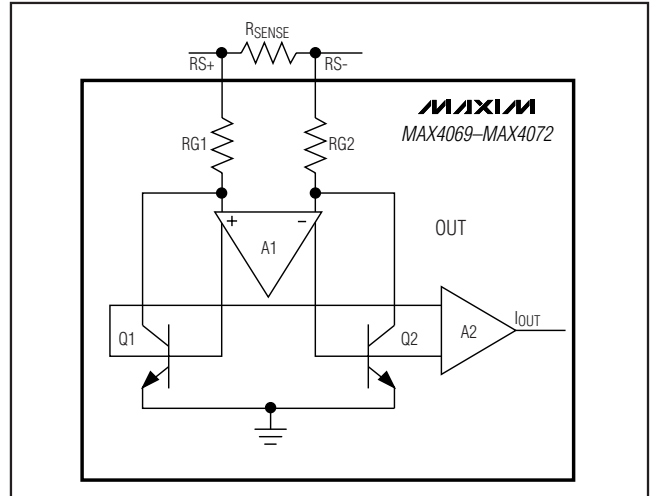 RSENSE
RS+
RS-
MAXIM
MAX4069–MAX4072
RG1
RG2
+
–
A1
OUT
Q1
Q2
A2
IOUT